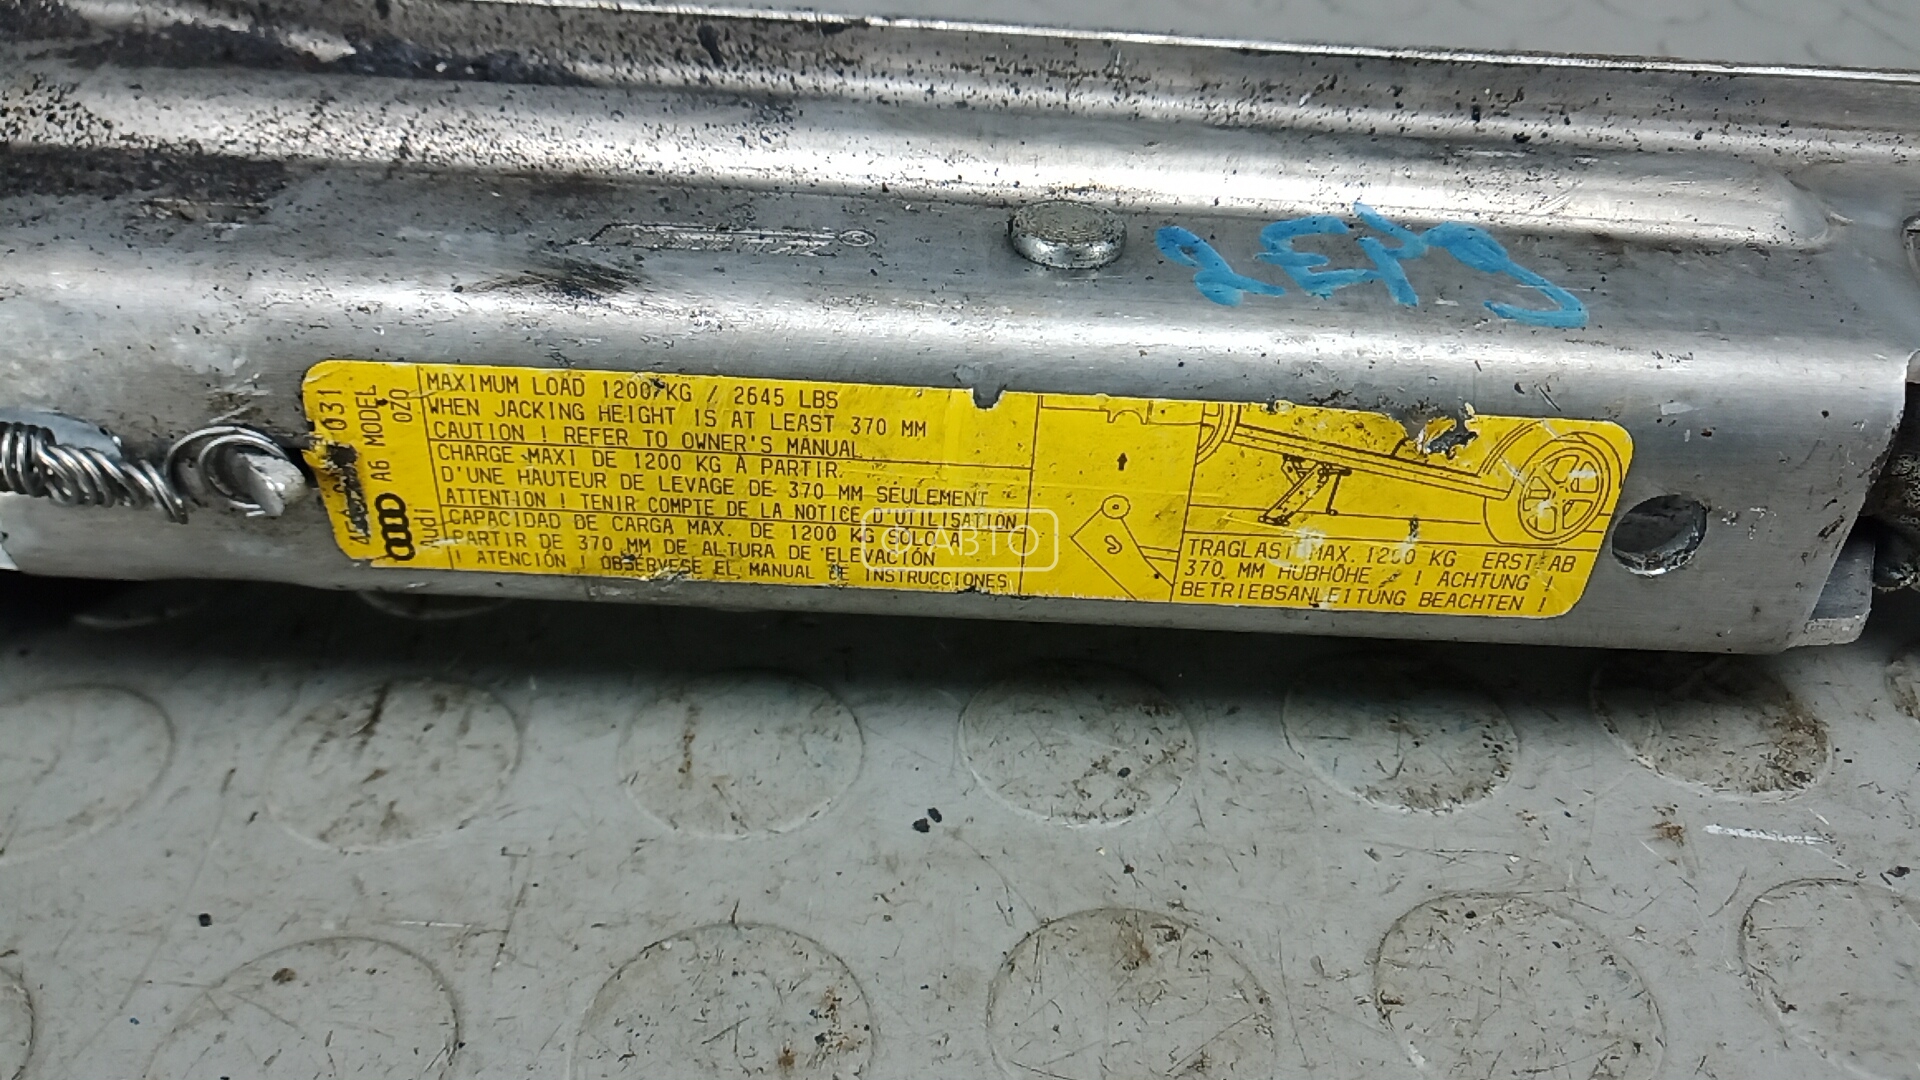 MAXIMUM LOAD 1200 KG / 2645 LBS
WHEN JACKING HEIGHT IS AT LEAST 370 MM
CAUTION ! REFER TO OWNER'S MANUAL
CHARGE MAXI DE 1200 KG À PARTIR
D'UNE HAUTEUR DE LEVAGE DE 370 MM SEULEMENT
ATTENTION ! TENIR COMPTE DE LA NOTICE D'UTILISATION
CAPACIDAD DE CARGA MAX. DE 1200 KG SOLO A
PARTIR DE 370 MM DE ALTURA DE ELEVACIÓN
! ATENCIÓN ! OBSERVESE EL MANUAL DE INSTRUCCIONES
TRAGLAST MAX. 1200 KG ERST AB
370 MM HUBHÖHE ! ACHTUNG !
BETRIEBSANLEITUNG BEACHTEN !
031
A6 MODEL
0Z0
Audi
АВТО